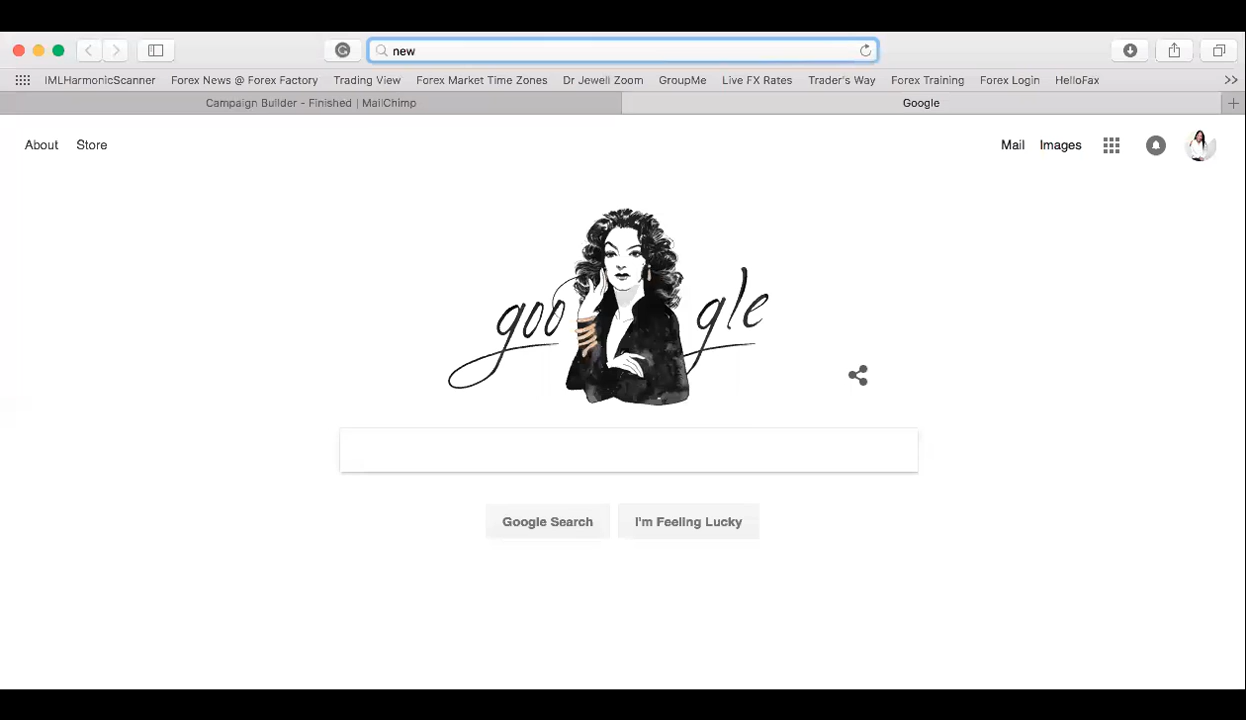 new
IMLHarmonicScanner Forex News @ Forex Factory Trading View Forex Market Time Zones Dr Jewell Zoom GroupMe Live FX Rates Trader's Way Forex Training Forex Login HelloFax >>
Campaign Builder - Finished | MailChimp Google +
About Store Mail Images
google
Google Search I'm Feeling Lucky